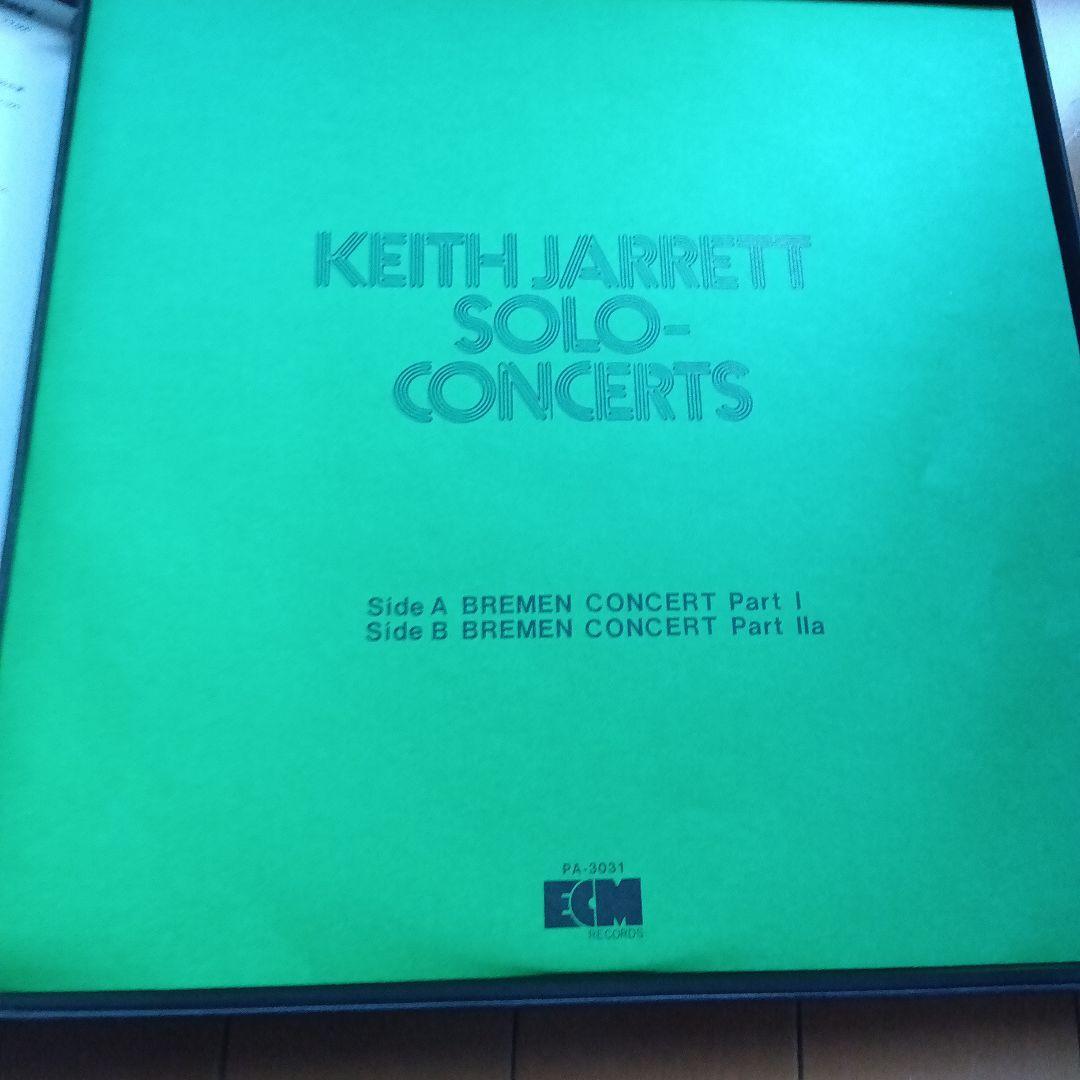 KEITH JARRETT
SOLO-
CONCERTS
Side A BREMEN CONCERT Part I
Side B BREMEN CONCERT Part IIa
PA-3031
ECM
RECORDS